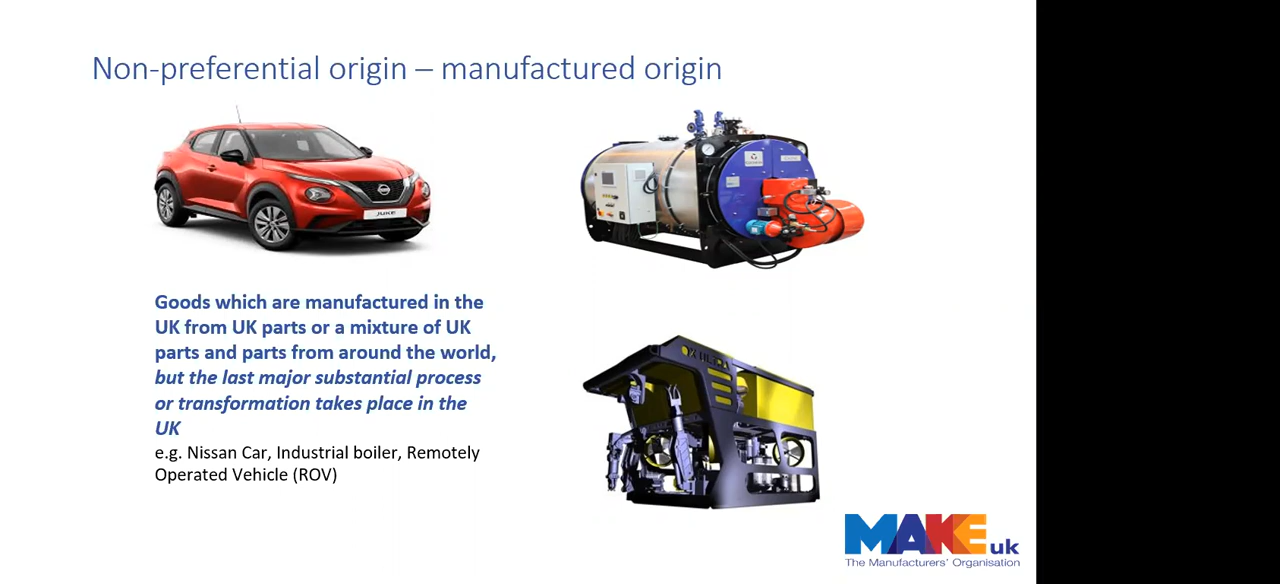 Non-preferential origin – manufactured origin
JUKE
Goods which are manufactured in the
UK from UK parts or a mixture of UK
parts and parts from around the world,
but the last major substantial process
or transformation takes place in the
UK
e.g. Nissan Car, Industrial boiler, Remotely
Operated Vehicle (ROV)
MAKE uk
The Manufacturers' Organisation